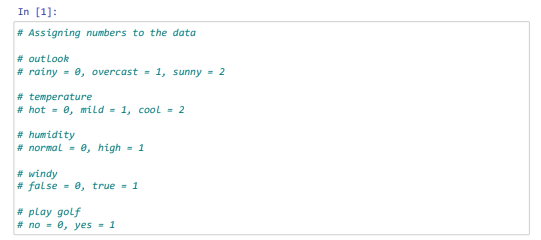 In [1]:
# Assigning numbers to the data
# outlook
# rainy = 0, overcast = 1, sunny = 2
# temperature
# hot = 0, mild = 1, cool = 2
# humidity
# normal = 0, high = 1
# windy
# false = 0, true = 1
# play golf
# no = 0, yes = 1